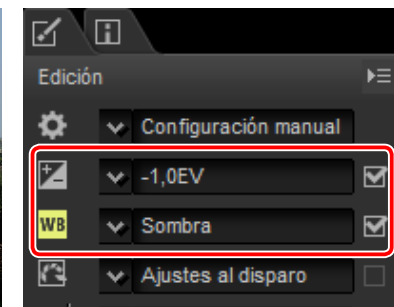 Edición
Configuración manual
-1,0EV
WB Sombra
Ajustes al disparo